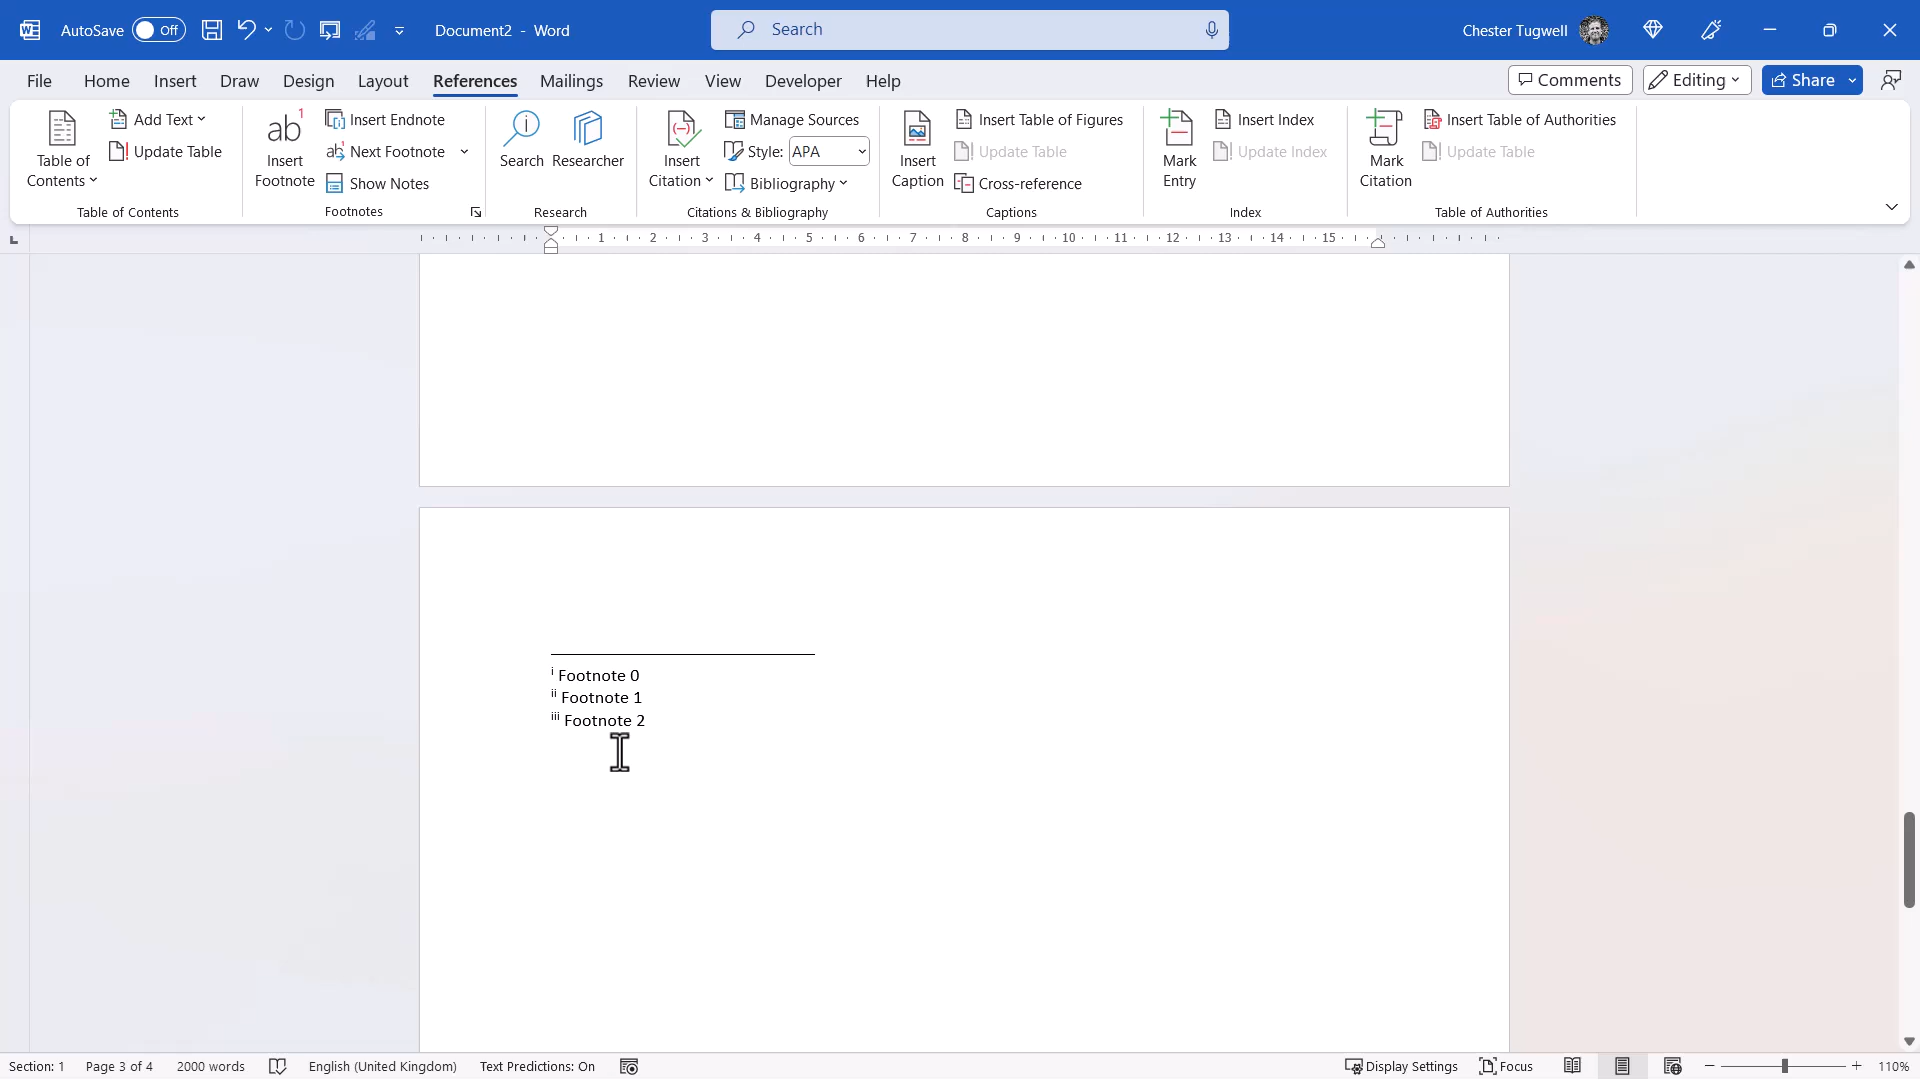 AutoSave Off Document2 - Word Search Chester Tugwell
File Home Insert Draw Design Layout References Mailings Review View Developer Help Comments Editing Share
Table of Contents
Add Text
Update Table
Table of Contents
ab1
Insert Footnote
Insert Endnote
ab1 Next Footnote
Show Notes
Footnotes
Search
Researcher
Research
Insert Citation
Manage Sources
Style: APA
Bibliography
Citations & Bibliography
Insert Caption
Insert Table of Figures
Update Table
Cross-reference
Captions
Mark Entry
Insert Index
Update Index
Index
Mark Citation
Insert Table of Authorities
Update Table
Table of Authorities
1 2 3 4 5 6 7 8 9 10 11 12 13 14 15
i Footnote 0
ii Footnote 1
iii Footnote 2
Section: 1 Page 3 of 4 2000 words English (United Kingdom) Text Predictions: On Display Settings Focus 110%